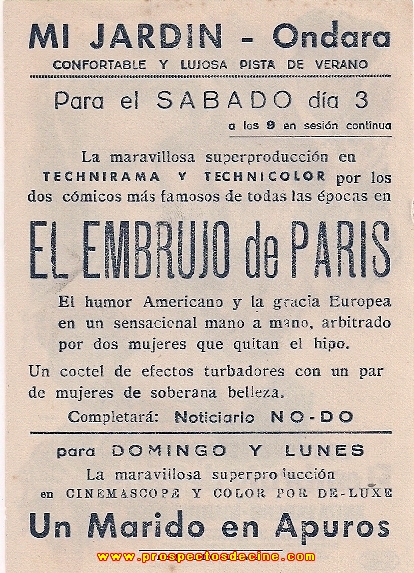 MI JARDIN - Ondara
CONFORTABLE Y LUJOSA PISTA DE VERANO
Para el SABADO día 3
a las 9 en sesión continua
La maravillosa superproducción en
TECHNIRAMA Y TECHNICOLOR por los
dos cómicos más famosos de todas las épocas en
EL EMBRUJO de PARIS
El humor Americano y la gracia Europea
en un sensacional mano a mano, arbitrado
por dos mujeres que quitan el hipo.
Un coctel de efectos turbadores con un par
de mujeres de soberana belleza.
Completará: Noticiario NO-DO
para DOMINGO Y LUNES
La maravillosa superproducción
en CINEMASCOPE Y COLOR POR DE-LUXE
Un Marido en Apuros
www.prospectosdecine.com